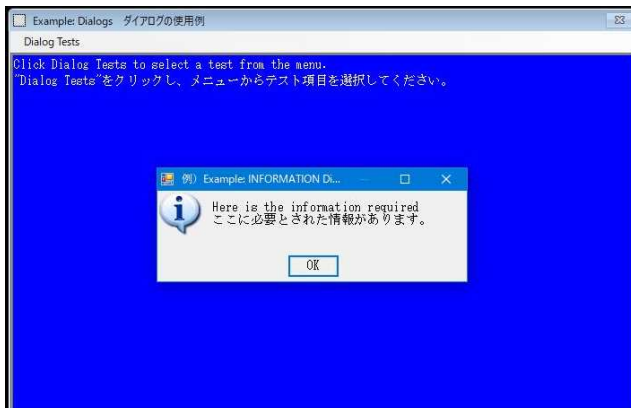 Example: Dialogs ダイアログの使用例
Dialog Tests
Click Dialog Tests to select a test from the menu.
"Dialog Tests"をクリックし、メニューからテスト項目を選択してください。
例）Example: INFORMATION Di...
Here is the information required
ここに必要とされた情報があります。
OK